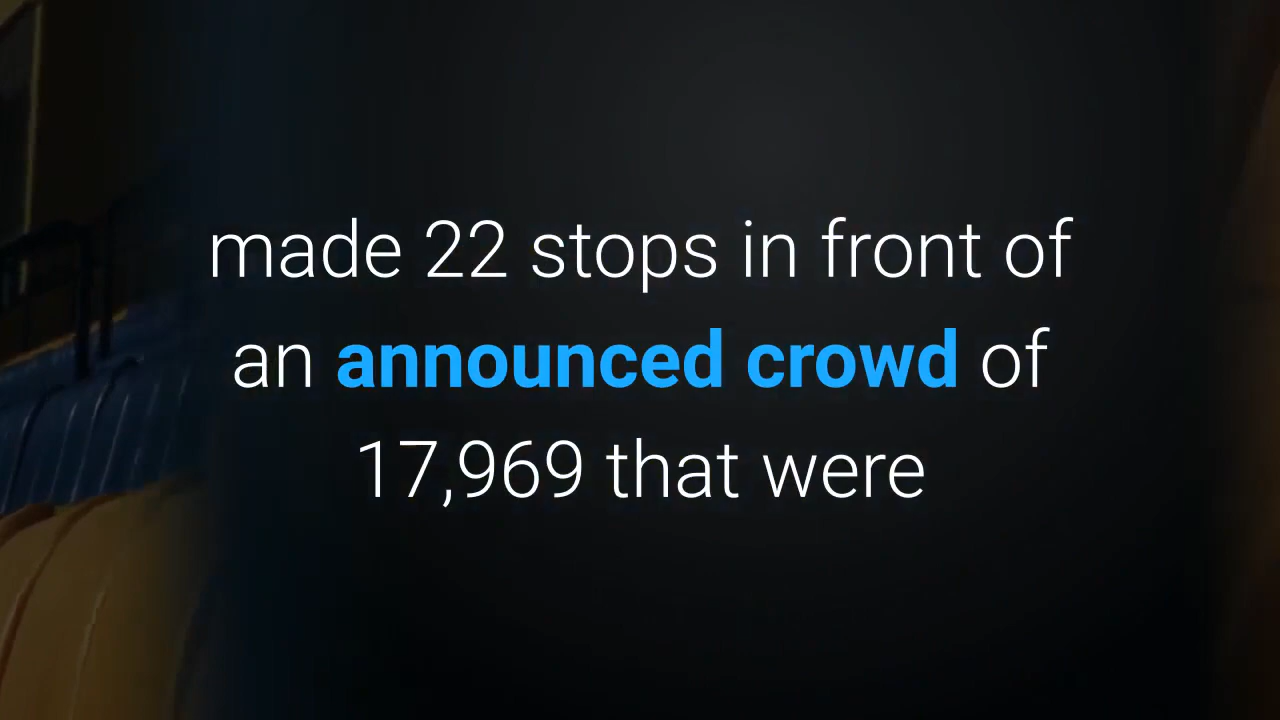 made 22 stops in front of
an announced crowd of
17,969 that were